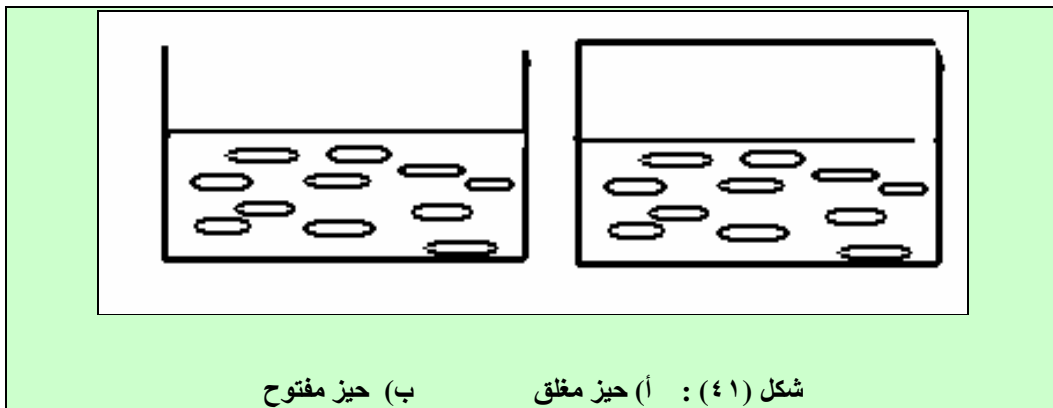 شكل (٤١) : أ) حيز مغلق ب) حيز مفتوح